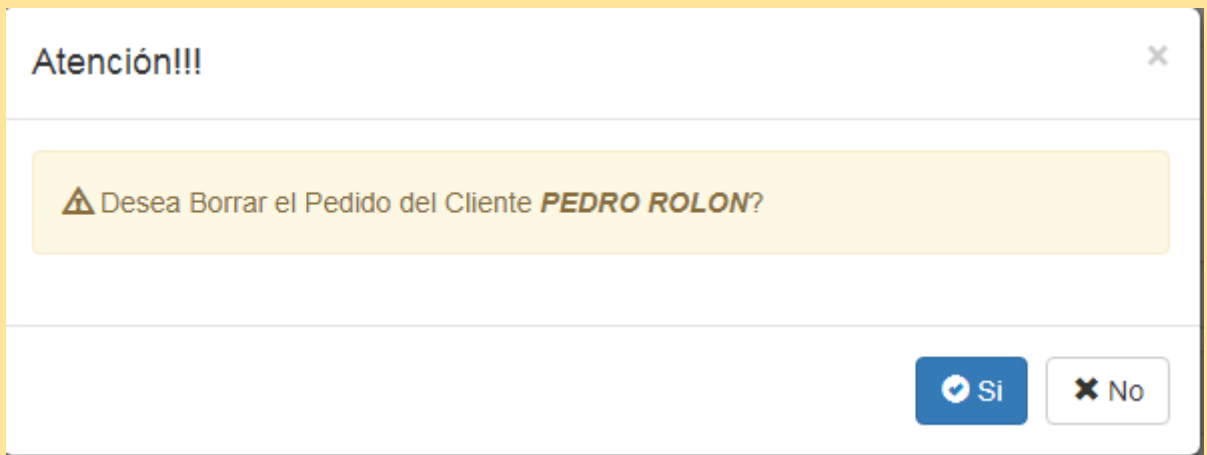 Atención!!!
Desea Borrar el Pedido del Cliente PEDRO ROLON?
Si
No